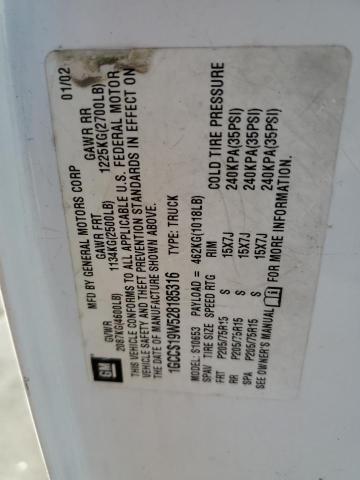 GM
MFD BY GENERAL MOTORS CORP 01/02
GVWR GAWR FRT GAWR RR
2087KG(4600LB) 1134KG(2500LB) 1225KG(2700LB)
THIS VEHICLE CONFORMS TO ALL APPLICABLE U.S. FEDERAL MOTOR
VEHICLE SAFETY AND THEFT PREVENTION STANDARDS IN EFFECT ON
THE DATE OF MANUFACTURE SHOWN ABOVE.
1GCCS19W528185316 TYPE: TRUCK
MODEL: S10653 PAYLOAD = 462KG(1018LB)
SPAV TIRE SIZE SPEED RTG RIM COLD TIRE PRESSURE
FRT P205/75R15 S 15X7J 240KPA(35PSI)
RR P205/75R15 S 15X7J 240KPA(35PSI)
SPA P205/75R15 S 15X7J 240KPA(35PSI)
SEE OWNER'S MANUAL FOR MORE INFORMATION.